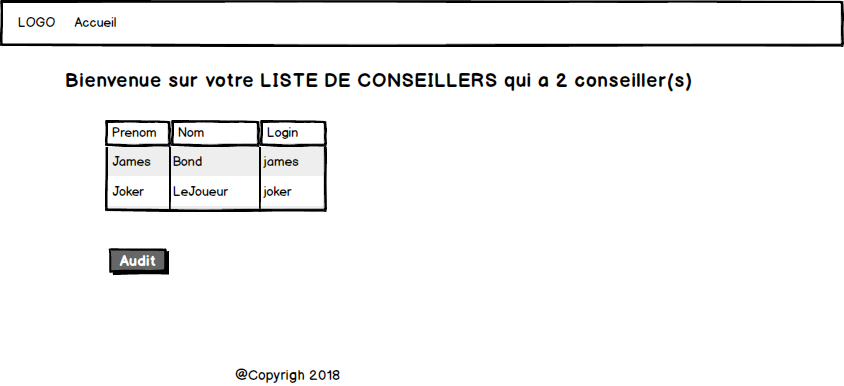 LOGO Accueil
Bienvenue sur votre LISTE DE CONSEILLERS qui a 2 conseiller(s)
Prenom Nom Login
James Bond james
Joker LeJoueur joker
Audit
@Copyrigh 2018